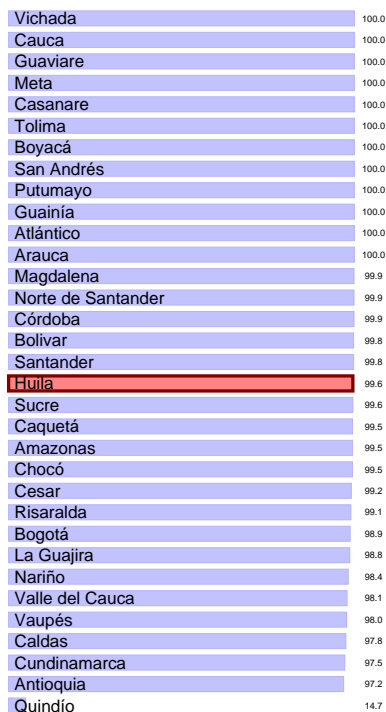 Vichada 100.0
Cauca 100.0
Guaviare 100.0
Meta 100.0
Casanare 100.0
Tolima 100.0
Boyacá 100.0
San Andrés 100.0
Putumayo 100.0
Guainía 100.0
Atlántico 100.0
Arauca 100.0
Magdalena 99.9
Norte de Santander 99.9
Córdoba 99.9
Bolivar 99.8
Santander 99.8
Huila 99.6
Sucre 99.6
Caquetá 99.5
Amazonas 99.5
Chocó 99.5
Cesar 99.2
Risaralda 99.1
Bogotá 98.9
La Guajira 98.8
Nariño 98.4
Valle del Cauca 98.1
Vaupés 98.0
Caldas 97.8
Cundinamarca 97.5
Antioquia 97.2
Quindío 14.7